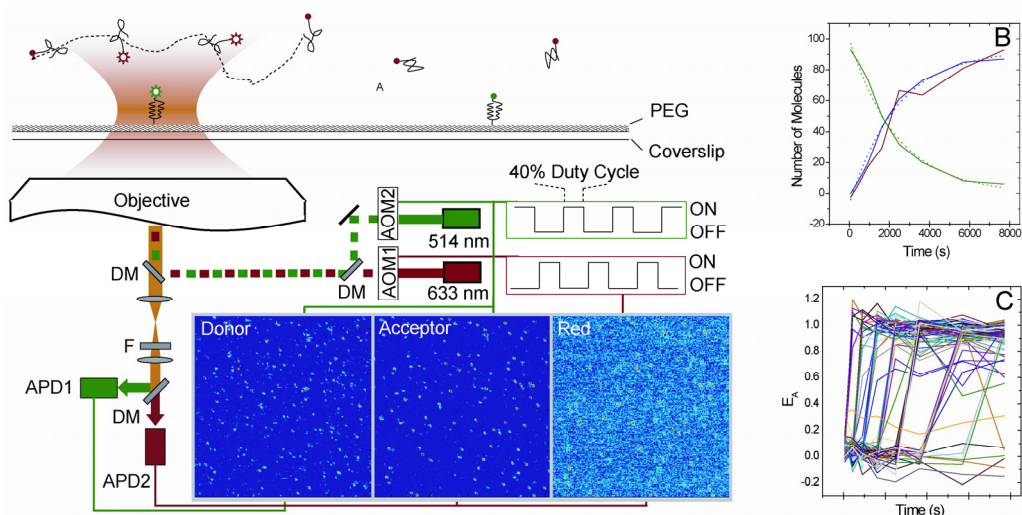 A
PEG
Coverslip
Objective
40% Duty Cycle
AOM2
514 nm
ON
OFF
DM
DM
AOM1
633 nm
ON
OFF
F
APD1
DM
APD2
Donor
Acceptor
Red
B
Number of Molecules
100
80
60
40
20
0
-20
0
2000
4000
6000
8000
Time (s)
C
E_A
1.2
1.0
0.8
0.6
0.4
0.2
0.0
-0.2
Time (s)